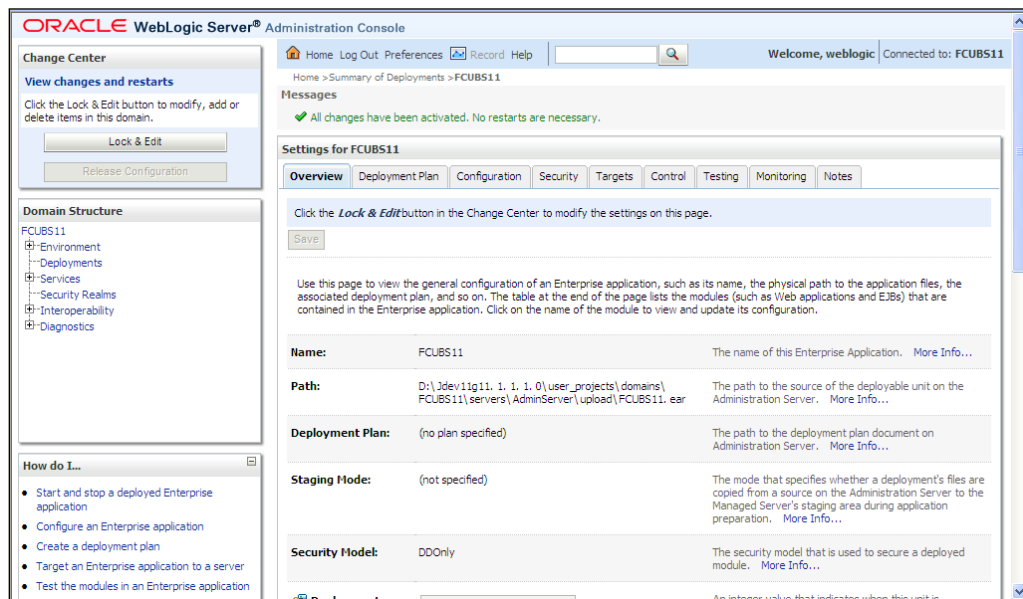 ORACLE WebLogic Server® Administration Console
Change Center
View changes and restarts
Click the Lock & Edit button to modify, add or
delete items in this domain.
Lock & Edit
Release Configuration
Domain Structure
FCUBS11
Environment
Deployments
Services
Security Realms
Interoperability
Diagnostics
How do I...
Start and stop a deployed Enterprise
application
Configure an Enterprise application
Create a deployment plan
Target an Enterprise application to a server
Test the modules in an Enterprise application
Home Log Out Preferences Record Help
Welcome, weblogic Connected to: FCUBS11
Home >Summary of Deployments >FCUBS11
Messages
All changes have been activated. No restarts are necessary.
Settings for FCUBS11
Overview Deployment Plan Configuration Security Targets Control Testing Monitoring Notes
Click the Lock & Edit button in the Change Center to modify the settings on this page.
Save
Use this page to view the general configuration of an Enterprise application, such as its name, the physical path to the application files, the
associated deployment plan, and so on. The table at the end of the page lists the modules (such as Web applications and EJBs) that are
contained in the Enterprise application. Click on the name of the module to view and update its configuration.
Name: FCUBS11 The name of this Enterprise Application. More Info...
Path: D:\Jdev11g11. 1. 1. 1. 0\user_projects\domains\ The path to the source of the deployable unit on the
FCUBS11\servers\AdminServer\upload\FCUBS11. ear Administration Server. More Info...
Deployment Plan: (no plan specified) The path to the deployment plan document on
Administration Server. More Info...
Staging Mode: (not specified) The mode that specifies whether a deployment's files are
copied from a source on the Administration Server to the
Managed Server's staging area during application
preparation. More Info...
Security Model: DDOnly The security model that is used to secure a deployed
module. More Info...
An integer value that indicates when this unit is